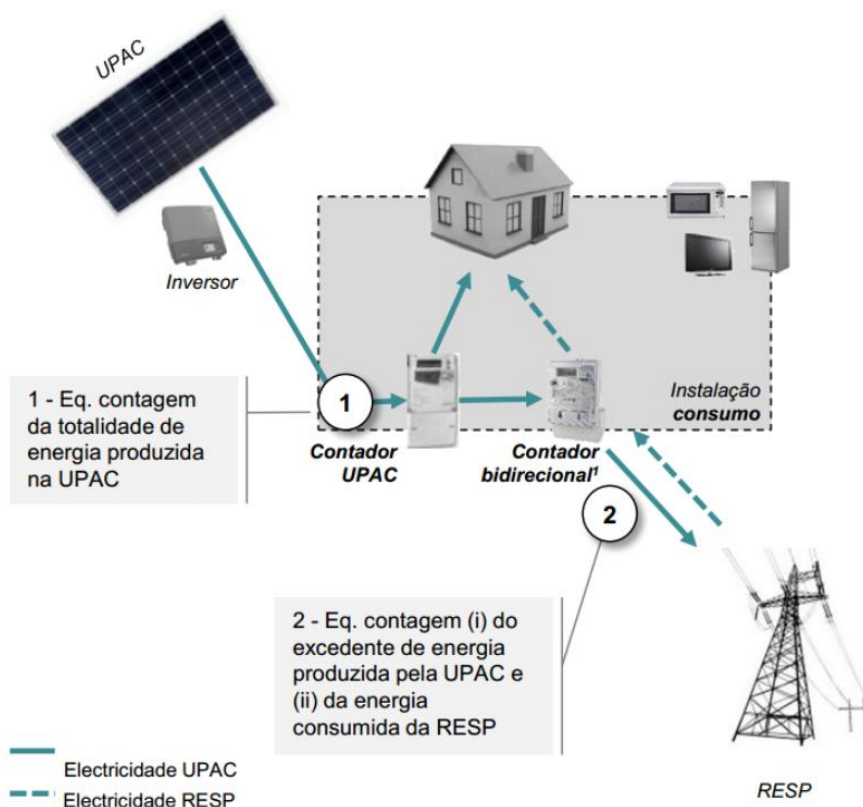 UPAC
Inversor
1 - Eq. contagem
da totalidade de
energia produzida
na UPAC
1
Contador
UPAC
Contador
bidirecional¹
Instalação
consumo
2
2 - Eq. contagem (i) do
excedente de energia
produzida pela UPAC e
(ii) da energia
consumida da RESP
Electricidade UPAC
Electricidade RESP
RESP